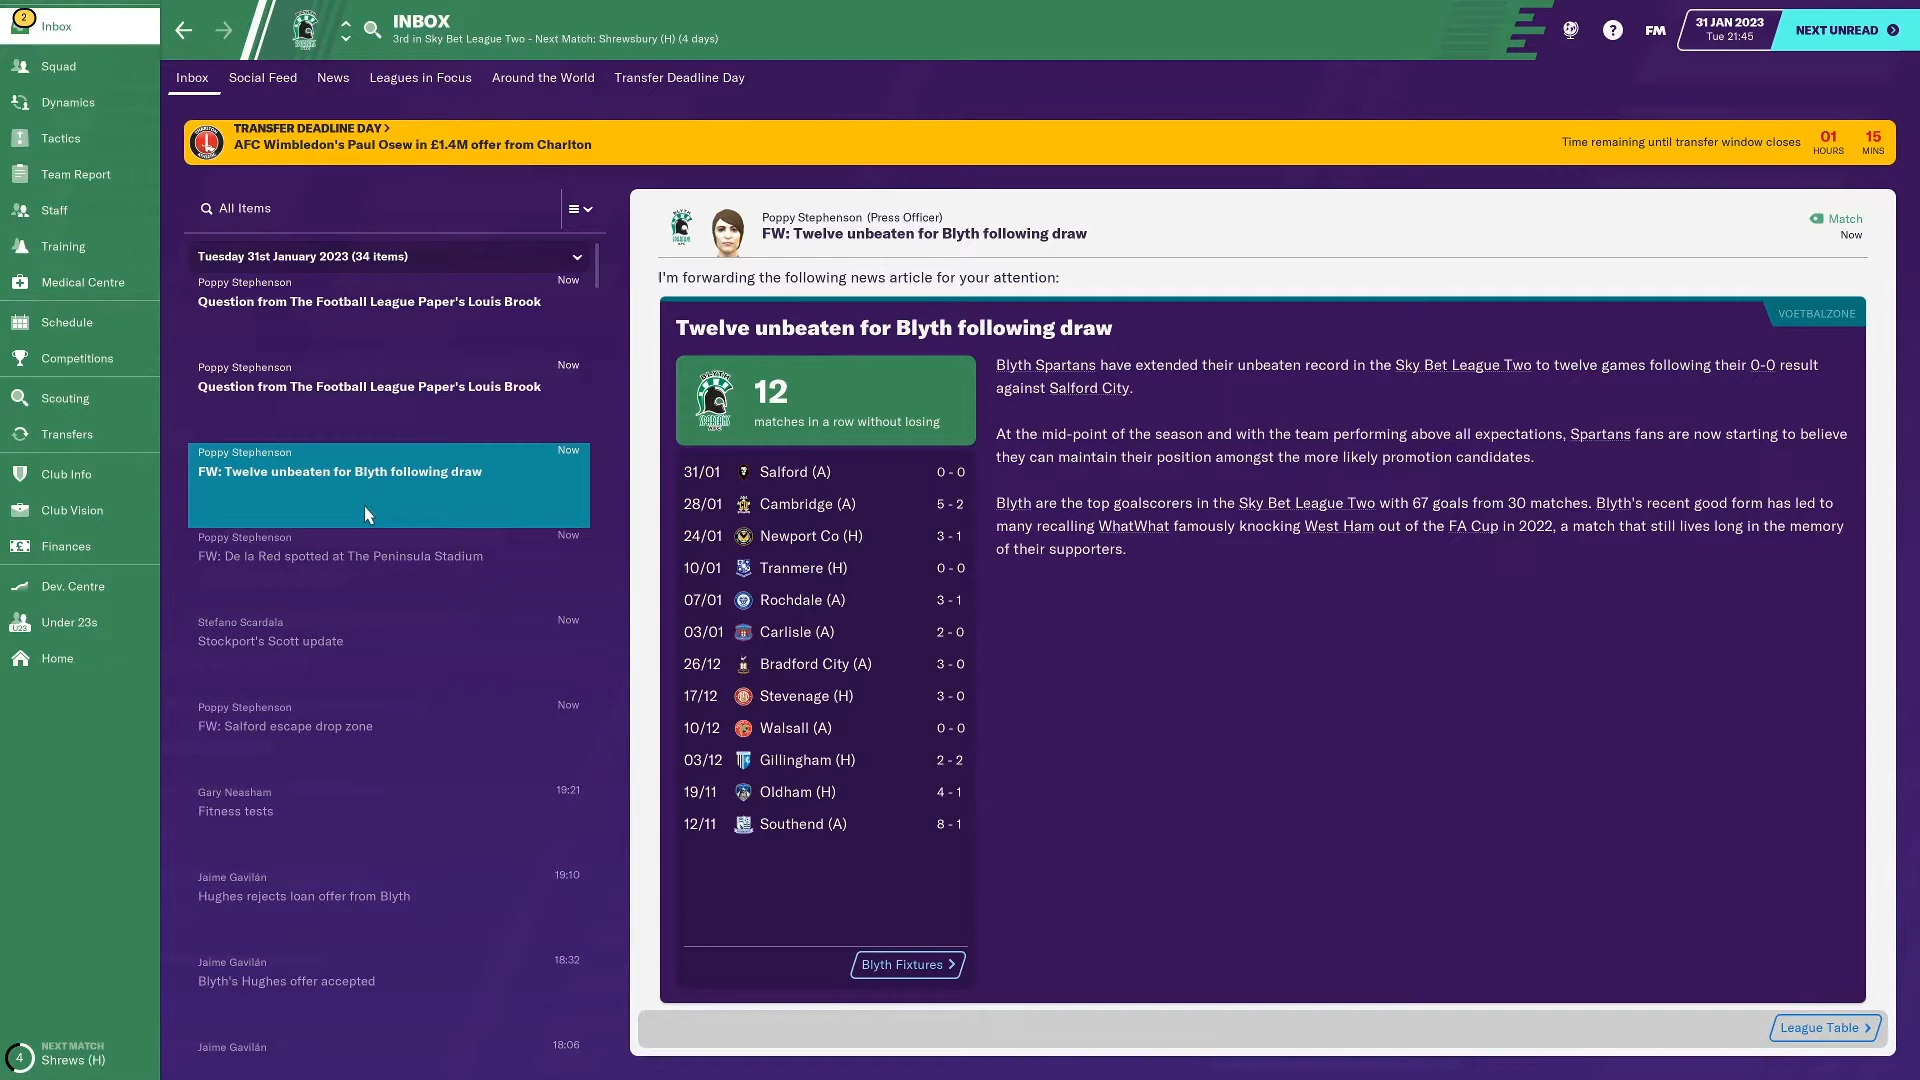 2
Inbox
Squad
Dynamics
Tactics
Team Report
Staff
Training
Medical Centre
Schedule
Competitions
Scouting
Transfers
Club Info
Club Vision
Finances
Dev. Centre
U23
Under 23s
Home
4
NEXT MATCH
Shrews (H)
INBOX
3rd in Sky Bet League Two - Next Match: Shrewsbury (H) (4 days)
?
FM
31 JAN 2023
Tue 21:45
NEXT UNREAD
Inbox
Social Feed
News
Leagues in Focus
Around the World
Transfer Deadline Day
TRANSFER DEADLINE DAY >
AFC Wimbledon's Paul Osew in £1.4M offer from Charlton
Time remaining until transfer window closes
01 15
HOURS MINS
All Items
Tuesday 31st January 2023 (34 items)
Poppy Stephenson Now
Question from The Football League Paper's Louis Brook
Poppy Stephenson Now
Question from The Football League Paper's Louis Brook
Poppy Stephenson Now
FW: Twelve unbeaten for Blyth following draw
Poppy Stephenson Now
FW: De la Red spotted at The Peninsula Stadium
Stefano Scardala Now
Stockport's Scott update
Poppy Stephenson Now
FW: Salford escape drop zone
Gary Neasham 19:21
Fitness tests
Jaime Gavilán 19:10
Hughes rejects loan offer from Blyth
Jaime Gavilán 18:32
Blyth's Hughes offer accepted
Jaime Gavilán 18:06
Poppy Stephenson (Press Officer)
FW: Twelve unbeaten for Blyth following draw
Match
Now
I'm forwarding the following news article for your attention:
VOETBALZONE
Twelve unbeaten for Blyth following draw
BLYTH
SPARTANS
AFC
12
matches in a row without losing
31/01 Salford (A) 0 - 0
28/01 Cambridge (A) 5 - 2
24/01 Newport Co (H) 3 - 1
10/01 Tranmere (H) 0 - 0
07/01 Rochdale (A) 3 - 1
03/01 Carlisle (A) 2 - 0
26/12 Bradford City (A) 3 - 0
17/12 Stevenage (H) 3 - 0
10/12 Walsall (A) 0 - 0
03/12 Gillingham (H) 2 - 2
19/11 Oldham (H) 4 - 1
12/11 Southend (A) 8 - 1
Blyth Fixtures >
Blyth Spartans have extended their unbeaten record in the Sky Bet League Two to twelve games following their 0-0 result
against Salford City.
At the mid-point of the season and with the team performing above all expectations, Spartans fans are now starting to believe
they can maintain their position amongst the more likely promotion candidates.
Blyth are the top goalscorers in the Sky Bet League Two with 67 goals from 30 matches. Blyth's recent good form has led to
many recalling WhatWhat famously knocking West Ham out of the FA Cup in 2022, a match that still lives long in the memory
of their supporters.
League Table >